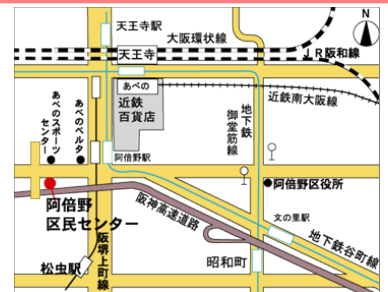 天王寺駅
大阪環状線
N
天王寺
JR阪和線
あべの
近鉄
百貨店
近鉄南大阪線
地下鉄
御堂筋線
あべのスポーツ
センター
あべのベルタ
阿倍野駅
阿倍野区役所
阿倍野
区民センター
阪神高速道路
文の里駅
地下鉄谷町線
昭和町
松虫駅
阪堺上町線